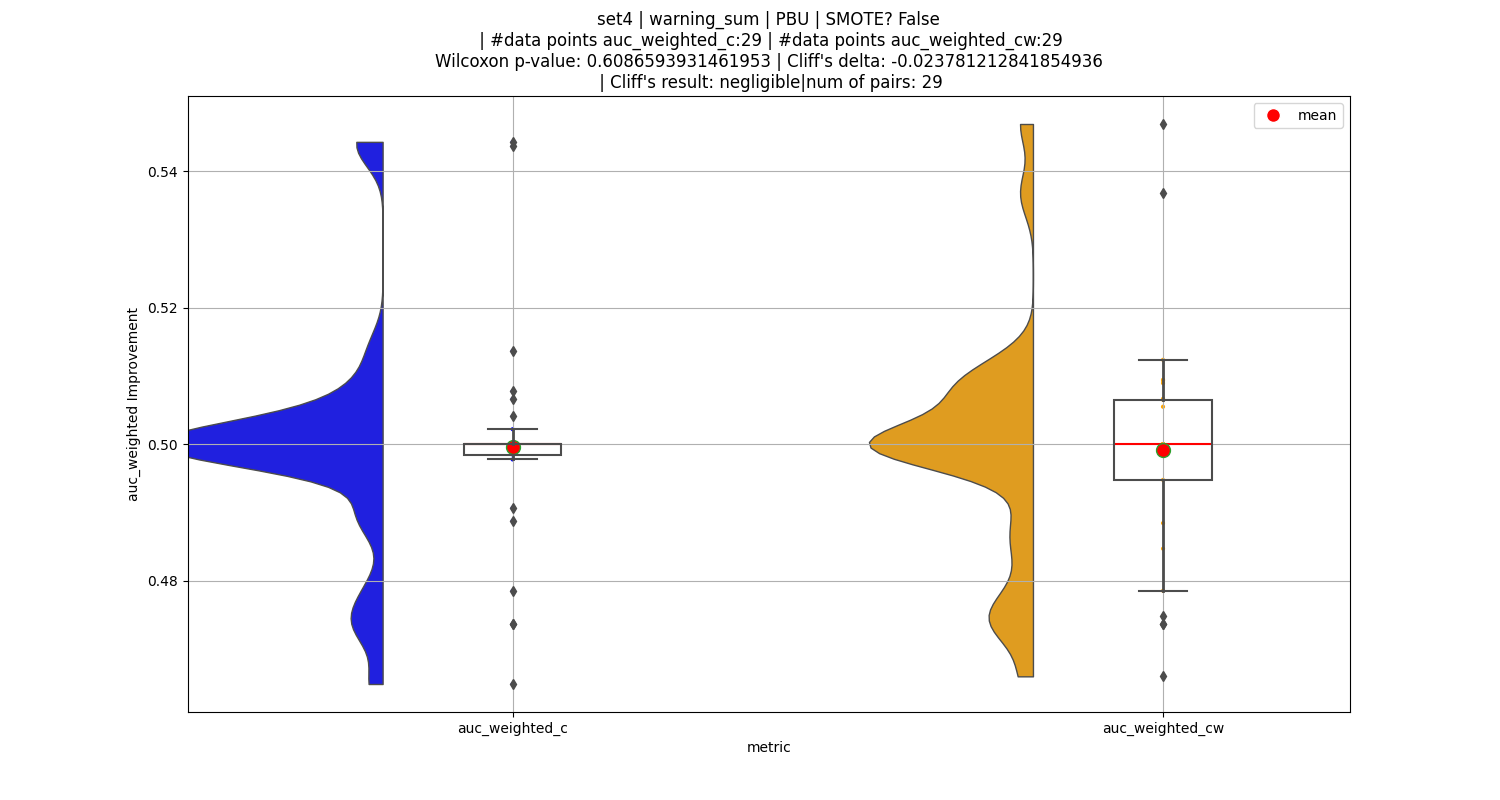 set4 | warning_sum | PBU | SMOTE? False
| #data points auc_weighted_c:29 | #data points auc_weighted_cw:29
Wilcoxon p-value: 0.6086593931461953 | Cliff's delta: -0.023781212841854936
| Cliff's result: negligible|num of pairs: 29
mean
0.54
0.52
0.50
0.48
auc_weighted Improvement
auc_weighted_c
auc_weighted_cw
metric